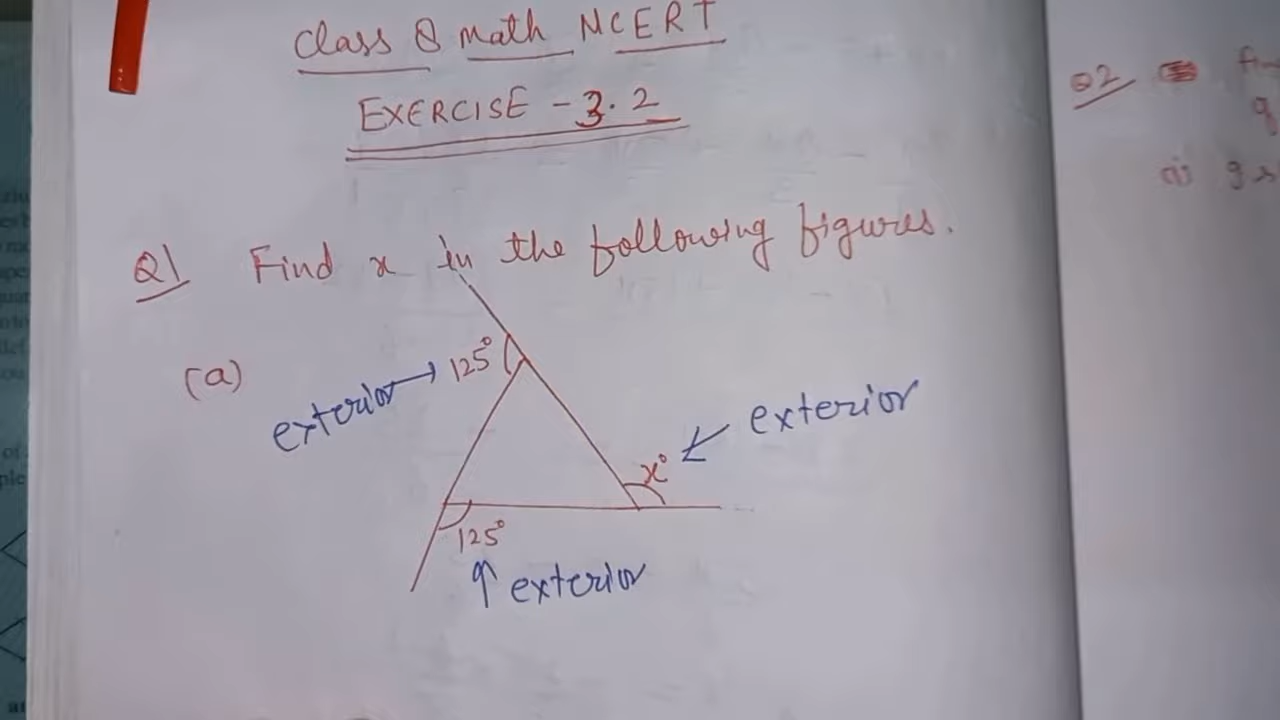 Class 8 math NCERT
EXERCISE - 3.2
Q1 Find x in the following figures.
(a)
125°
exterior
exterior
x°
125°
exterior
Q2
(i)